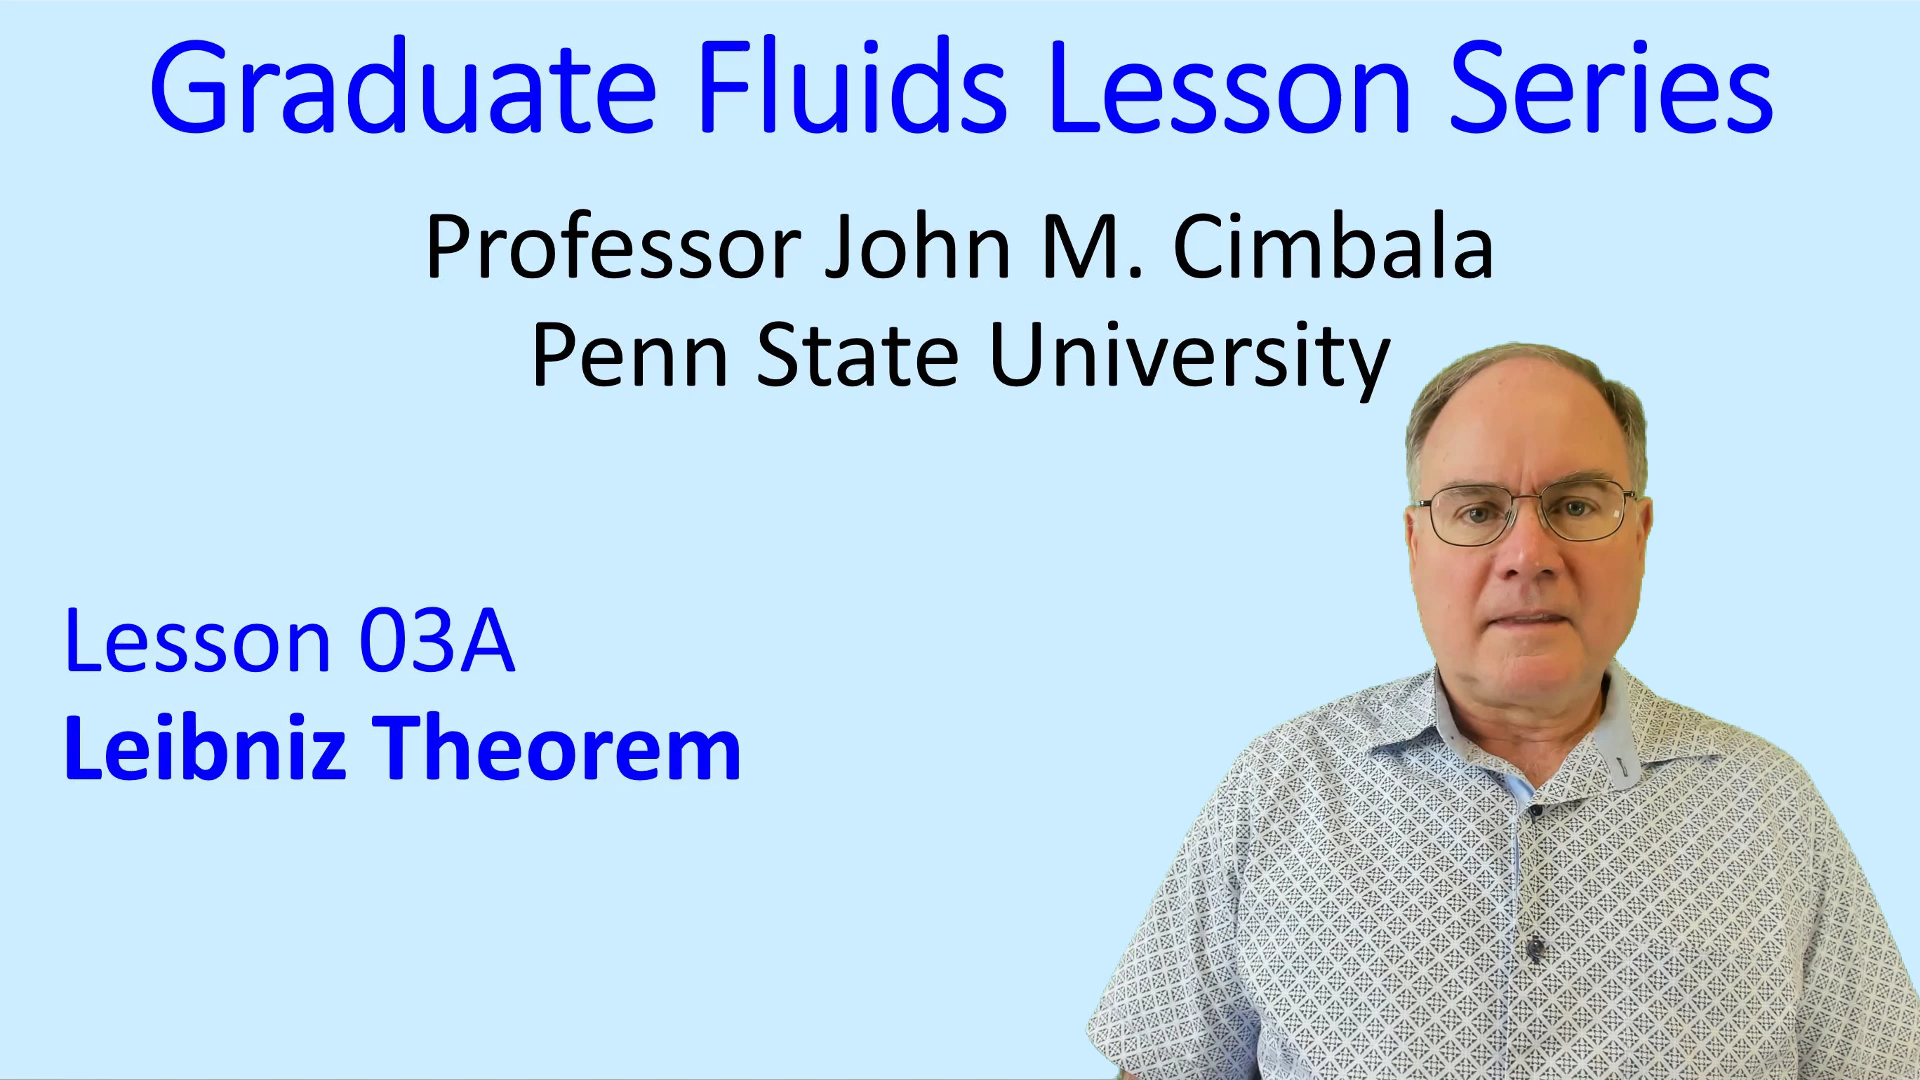 Graduate Fluids Lesson Series
Professor John M. Cimbala
Penn State University
Lesson 03A
Leibniz Theorem